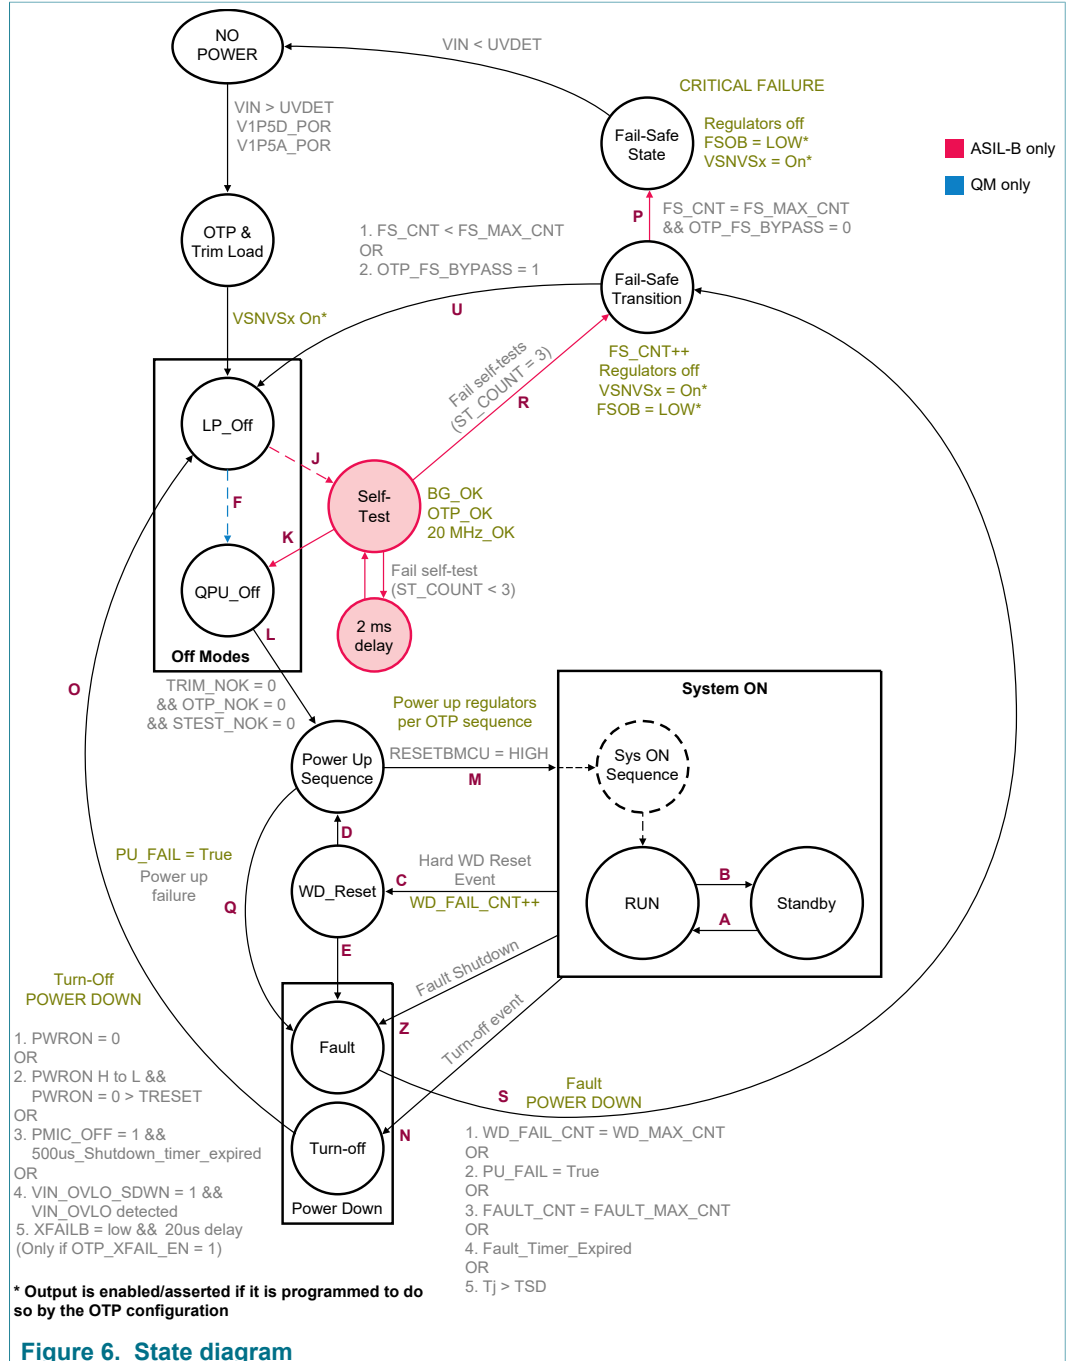 NO
POWER
VIN < UVDET
VIN > UVDET
V1P5D_POR
V1P5A_POR
CRITICAL FAILURE
Fail-Safe
State
Regulators off
FSOB = LOW*
VSNVSx = On*
ASIL-B only
QM only
OTP &
Trim Load
P
FS_CNT = FS_MAX_CNT
&& OTP_FS_BYPASS = 0
1. FS_CNT < FS_MAX_CNT
OR
2. OTP_FS_BYPASS = 1
Fail-Safe
Transition
U
VSNVSx On*
FS_CNT++
Regulators off
VSNVSx = On*
FSOB = LOW*
Fail self-tests
(ST_COUNT = 3)
R
LP_Off
J
F
Self-
Test
BG_OK
OTP_OK
20 MHz_OK
K
Fail self-test
(ST_COUNT < 3)
QPU_Off
2 ms
delay
L
Off Modes
O
TRIM_NOK = 0
&& OTP_NOK = 0
&& STEST_NOK = 0
System ON
Power up regulators
per OTP sequence
RESETBMCU = HIGH
M
Power Up
Sequence
Sys ON
Sequence
D
PU_FAIL = True
Power up
failure
Q
WD_Reset
Hard WD Reset
Event
C
WD_FAIL_CNT++
RUN
B
A
Standby
E
Fault Shutdown
Z
Turn-off event
Turn-Off
POWER DOWN
1. PWRON = 0
OR
2. PWRON H to L &&
PWRON = 0 > TRESET
OR
3. PMIC_OFF = 1 &&
500us_Shutdown_timer_expired
OR
4. VIN_OVLO_SDWN = 1 &&
VIN_OVLO detected
5. XFAILB = low && 20us delay
(Only if OTP_XFAIL_EN = 1)
Fault
Turn-off
N
Power Down
S
Fault
POWER DOWN
1. WD_FAIL_CNT = WD_MAX_CNT
OR
2. PU_FAIL = True
OR
3. FAULT_CNT = FAULT_MAX_CNT
OR
4. Fault_Timer_Expired
OR
5. Tj > TSD
* Output is enabled/asserted if it is programmed to do
so by the OTP configuration
Figure 6. State diagram